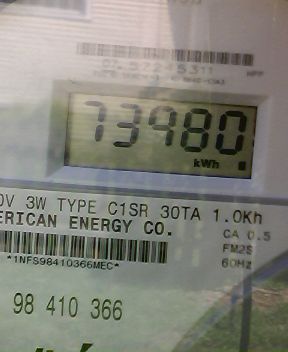 73980
kWh
0V 3W TYPE C1SR 30TA 1.0Kh
ERICAN ENERGY CO.
CA 0.5
FM2S
60Hz
*1NFS98410366MEC*
98 410 366